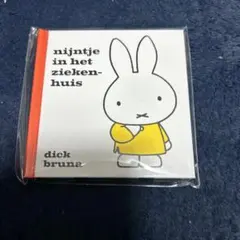 nijntje
in het
zieken-
huis
dick
bruna